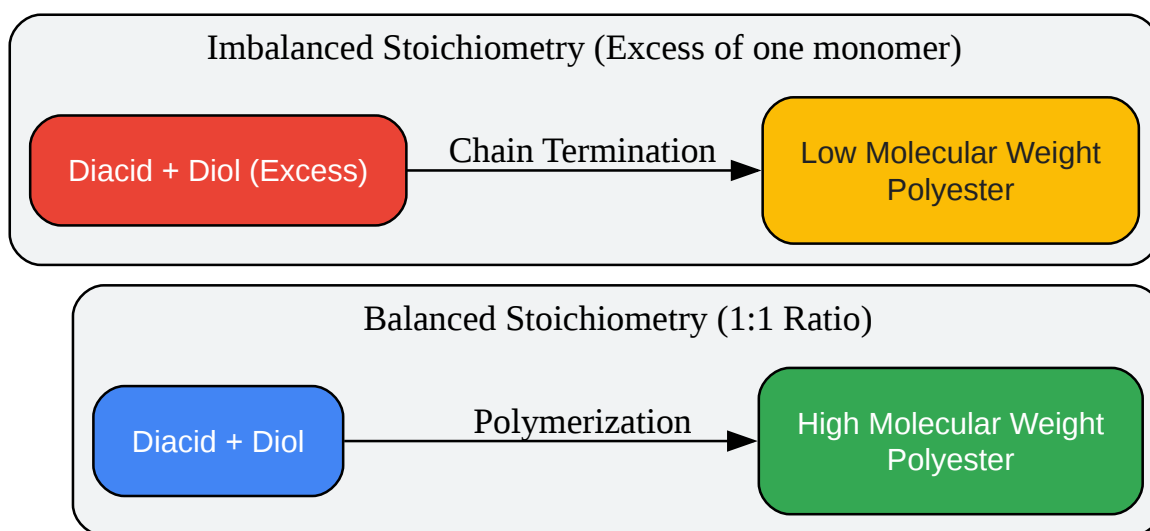 Imbalanced Stoichiometry (Excess of one monomer)
Diacid + Diol (Excess)
Chain Termination
Low Molecular Weight
Polyester
Balanced Stoichiometry (1:1 Ratio)
Diacid + Diol
Polymerization
High Molecular Weight
Polyester